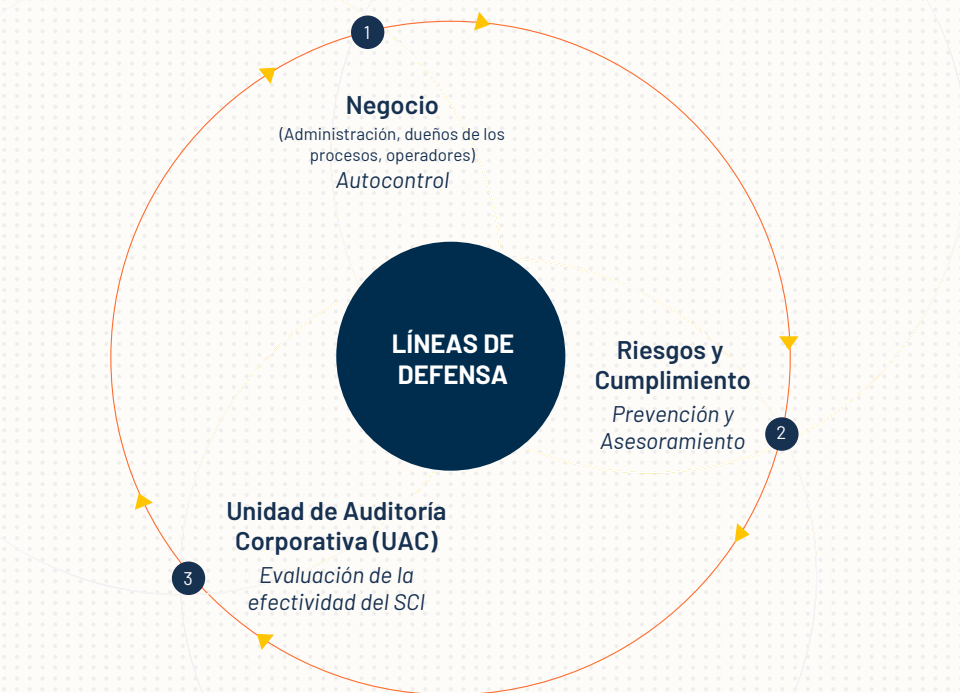 1
Negocio
(Administración, dueños de los
procesos, operadores)
Autocontrol
LÍNEAS DE
DEFENSA
Riesgos y
Cumplimiento
Prevención y
Asesoramiento
2
Unidad de Auditoría
Corporativa (UAC)
Evaluación de la
efectividad del SCI
3